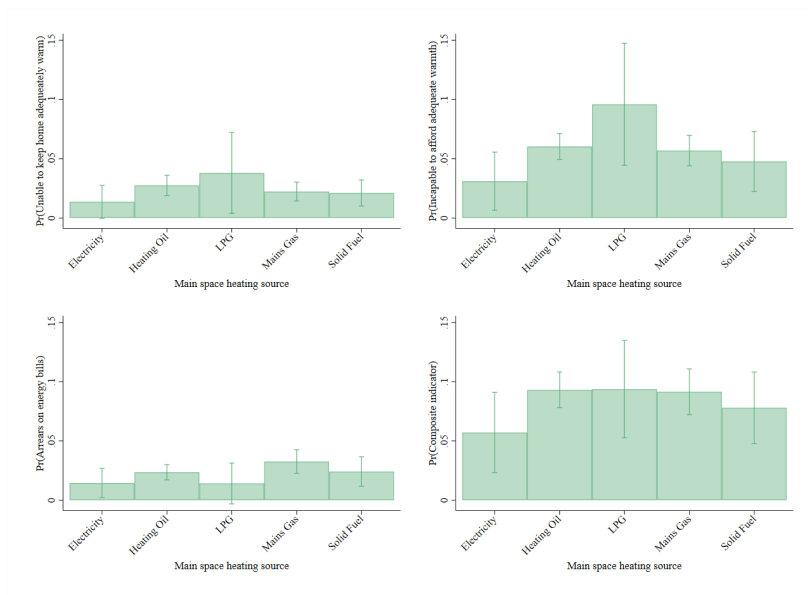 Pr(Unable to keep home adequeately warm)
.15
.1
.05
0
Electricity
Heating Oil
LPG
Mains Gas
Solid Fuel
Main space heating source
Pr(Incapable to afford adequeate warmth)
.15
.1
.05
0
Electricity
Heating Oil
LPG
Mains Gas
Solid Fuel
Main space heating source
Pr(Arrears on energy bills)
.15
.1
.05
0
Electricity
Heating Oil
LPG
Mains Gas
Solid Fuel
Main space heating source
Pr(Composite indicator)
.15
.1
.05
0
Electricity
Heating Oil
LPG
Mains Gas
Solid Fuel
Main space heating source